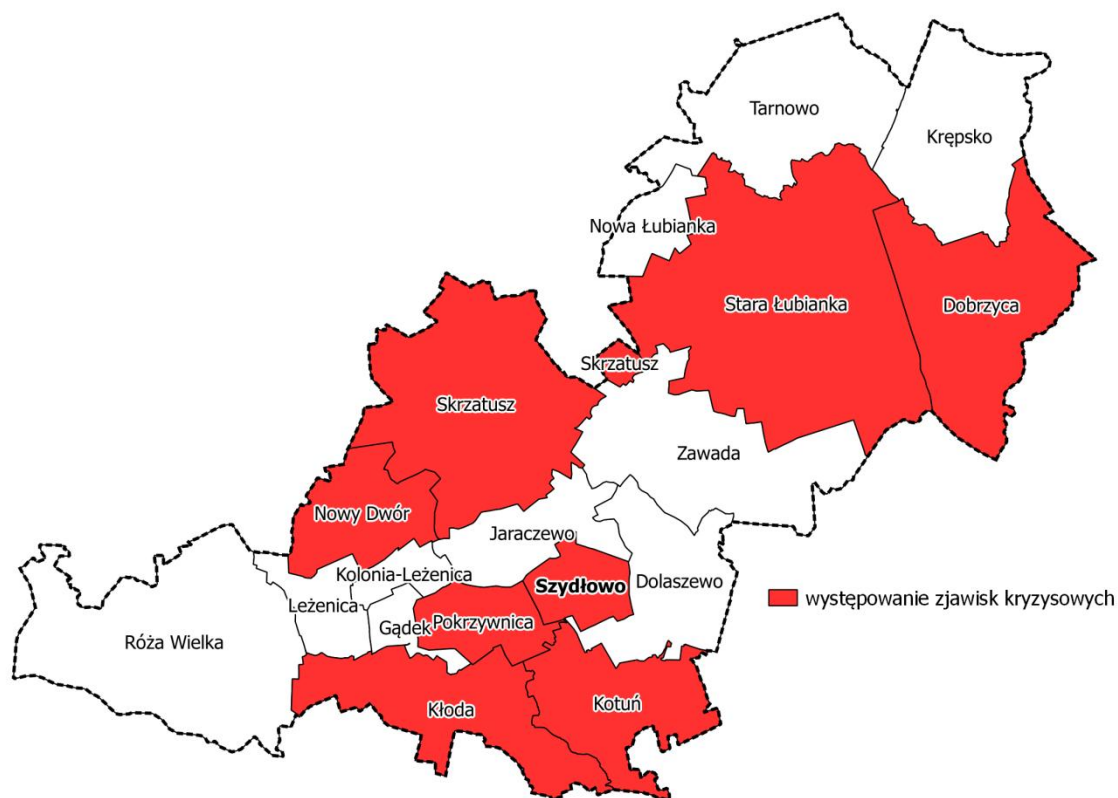 Tarnowo
Krępsko
Nowa Łubianka
Stara Łubianka
Dobrzyca
Skrzatusz
Skrzatusz
Zawada
Nowy Dwór
Jaraczewo
Kolonia-Leżenica
Szydłowo
Dolaszewo
Leżenica
Gądek
Pokrzywnica
Róża Wielka
Kłoda
Kotuń
występowanie zjawisk kryzysowych